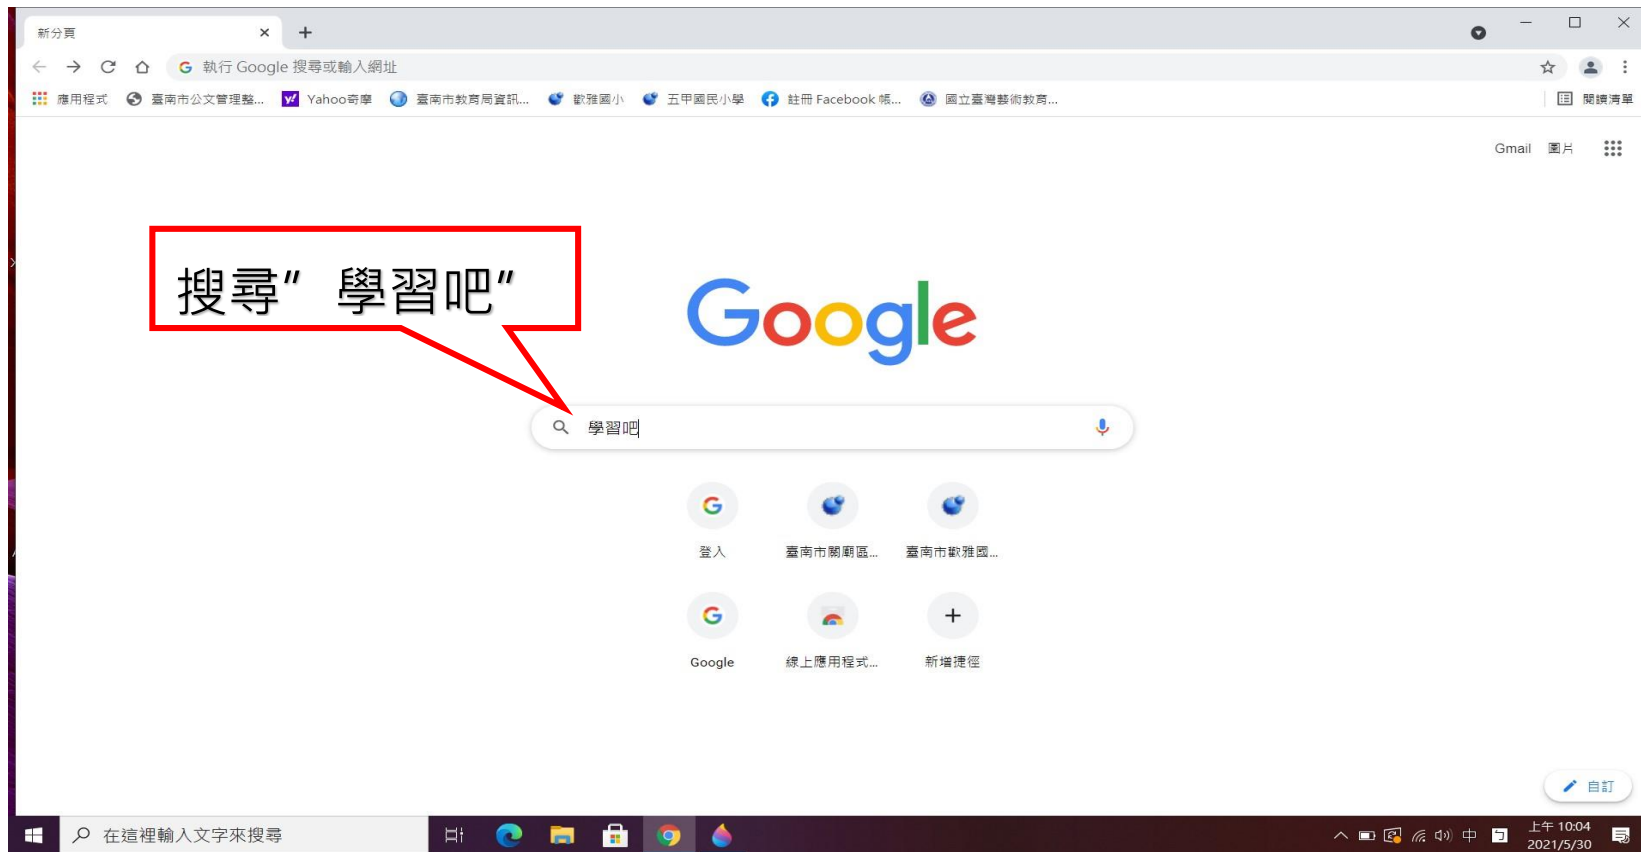 新分頁
執行 Google 搜尋或輸入網址
應用程式 臺南市公文管理整... Yahoo奇摩 臺南市教育局資訊... 歡雅國小 五甲國民小學 註冊 Facebook 帳... 國立臺灣藝術教育... 閱讀清單
Gmail 圖片
搜尋” 學習吧”
Google
學習吧
登入 臺南市關廟區... 臺南市歡雅國...
Google 線上應用程式... 新增捷徑
自訂
在這裡輸入文字來搜尋 中 上午 10:04
2021/5/30